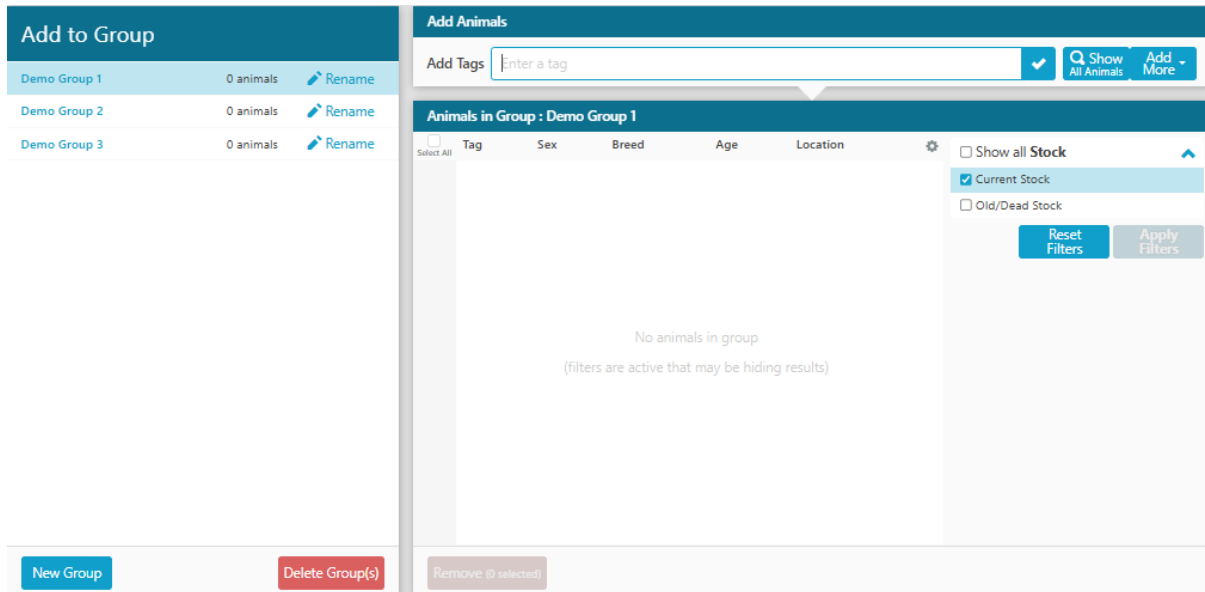 Add to Group
Demo Group 1 0 animals Rename
Demo Group 2 0 animals Rename
Demo Group 3 0 animals Rename
New Group Delete Group(s)
Add Animals
Add Tags Enter a tag Show All Animals Add More
Animals in Group : Demo Group 1
Select All Tag Sex Breed Age Location
No animals in group
(filters are active that may be hiding results)
Show all Stock
Current Stock
Old/Dead Stock
Reset Filters Apply Filters
Remove (0 selected)